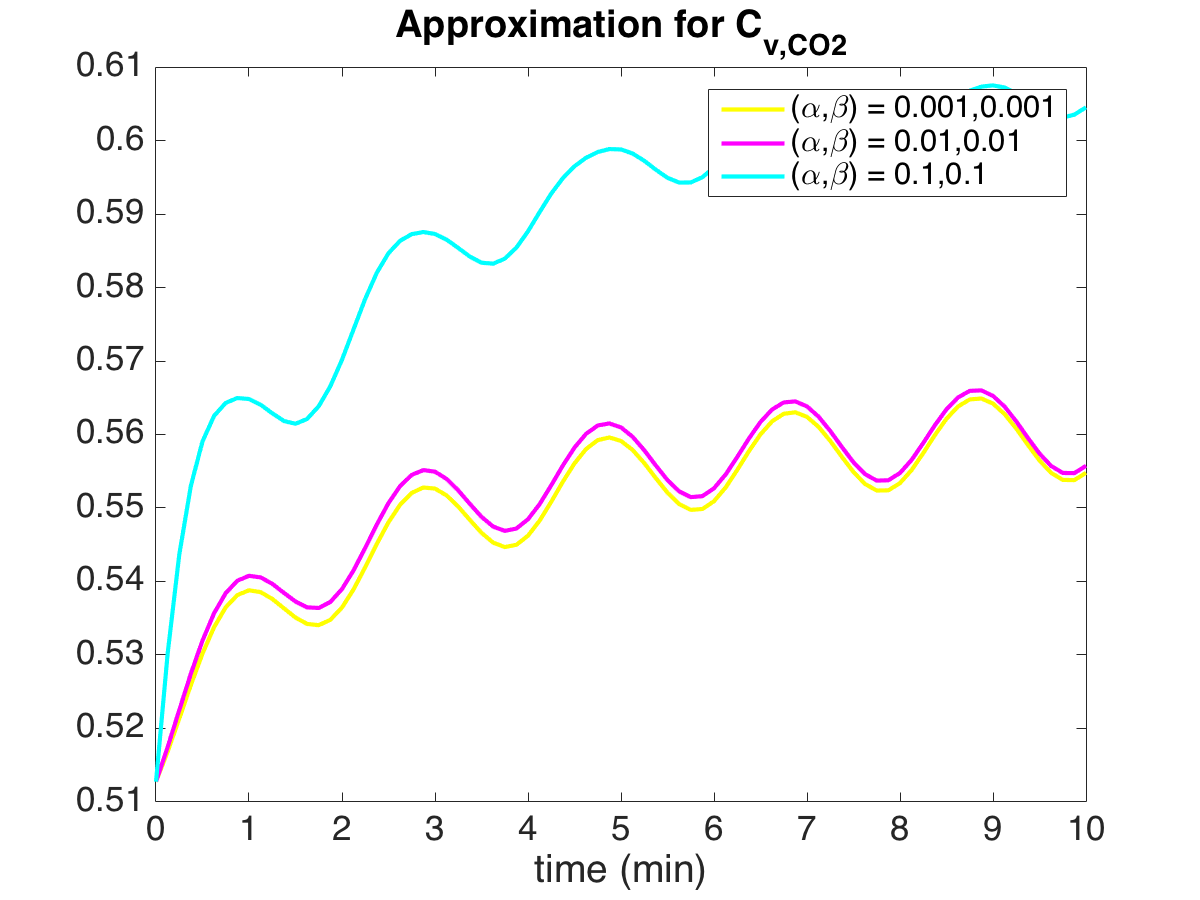 Approximation for C_v,CO2
0.61
0.6
0.59
0.58
0.57
0.56
0.55
0.54
0.53
0.52
0.51
(α,β) = 0.001,0.001
(α,β) = 0.01,0.01
(α,β) = 0.1,0.1
0 1 2 3 4 5 6 7 8 9 10
time (min)